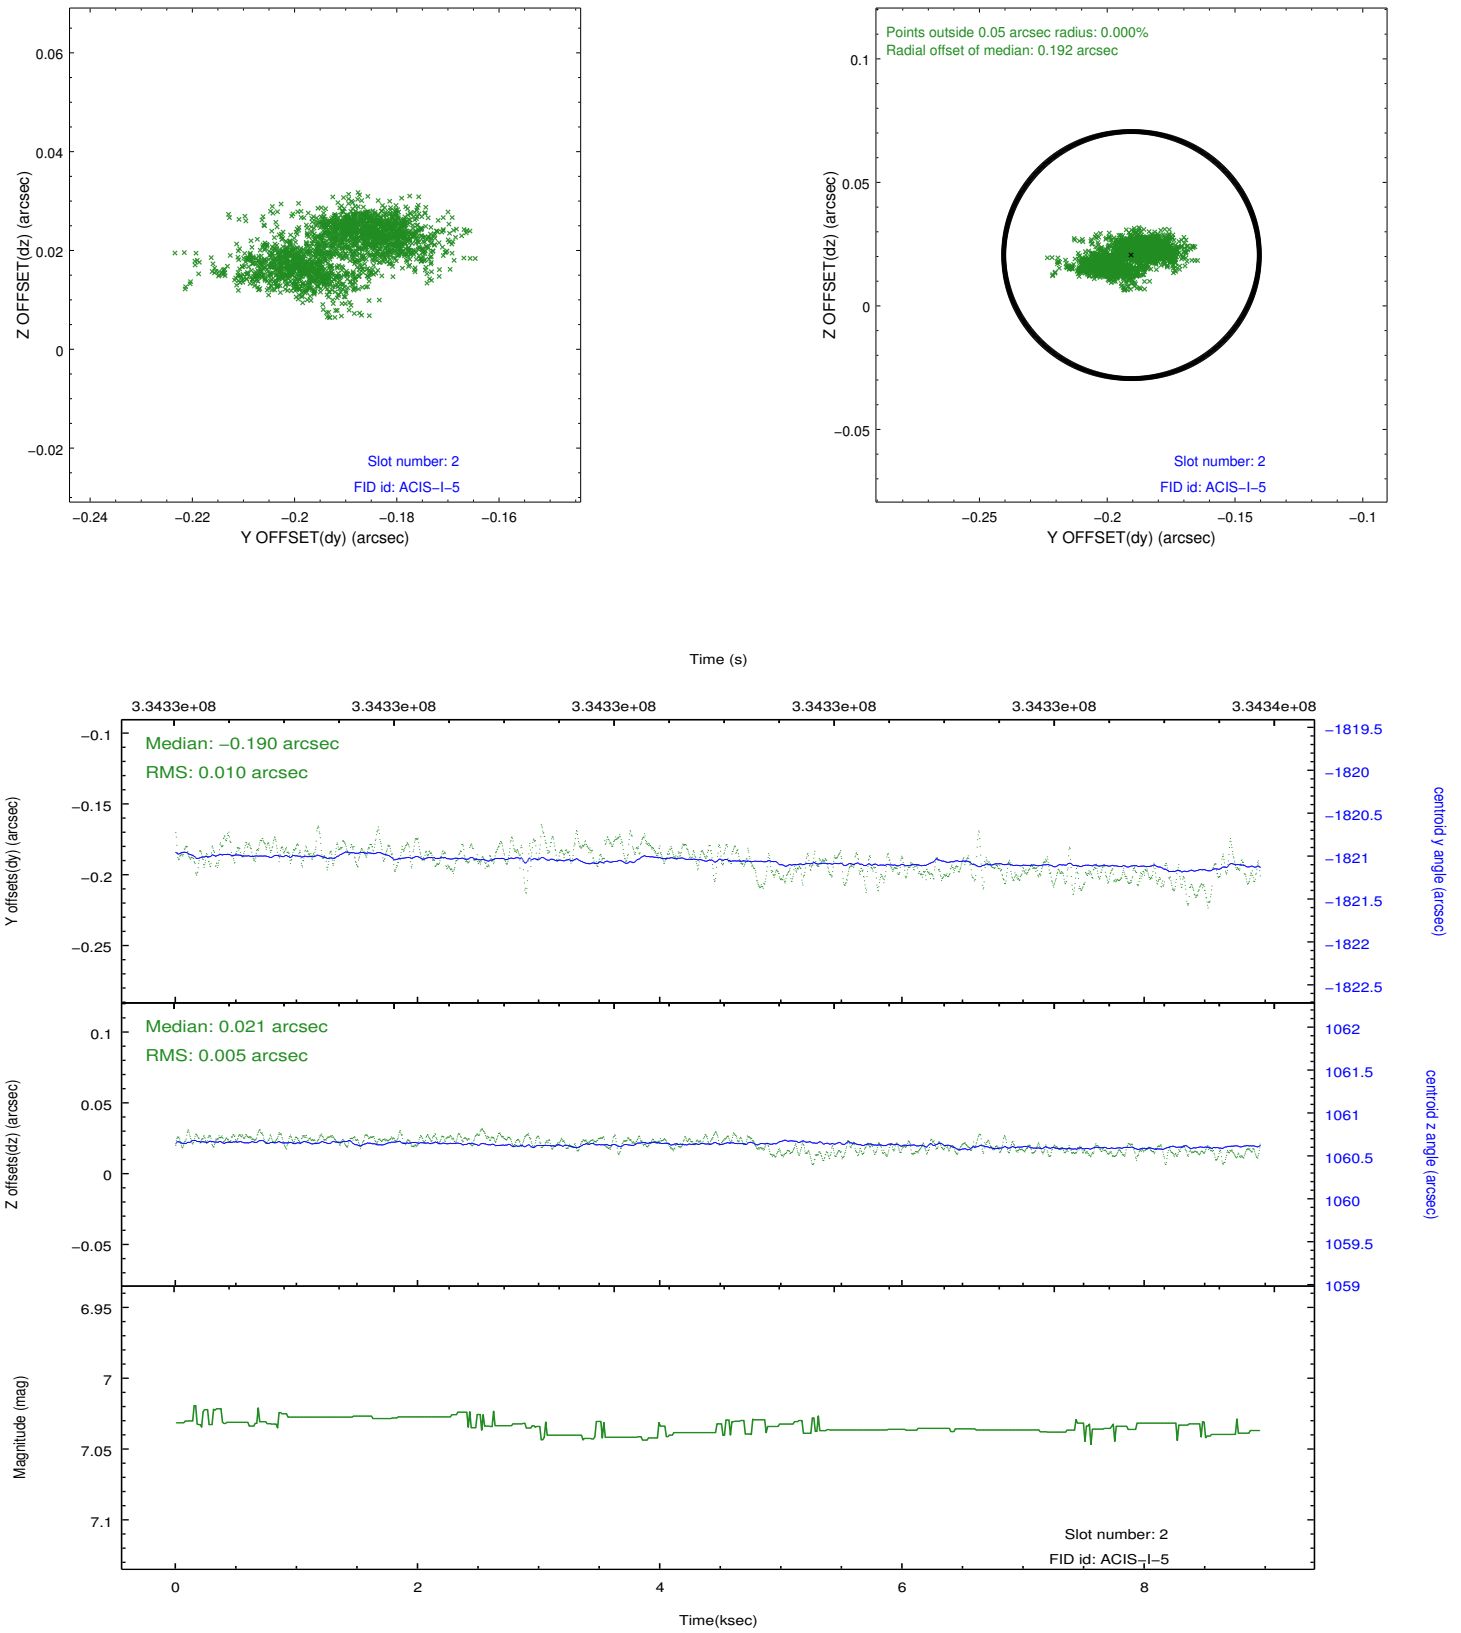 0.06
0.04
0.02
0
−0.02
Z OFFSET(dz) (arcsec)
Slot number: 2
FID id: ACIS−I−5
−0.24 −0.22 −0.2 −0.18 −0.16
Y OFFSET(dy) (arcsec)
Points outside 0.05 arcsec radius: 0.000%
Radial offset of median: 0.192 arcsec
0.1
0.05
0
−0.05
Z OFFSET(dz) (arcsec)
Slot number: 2
FID id: ACIS−I−5
−0.25 −0.2 −0.15 −0.1
Y OFFSET(dy) (arcsec)
Time (s)
3.3433e+08 3.3433e+08 3.3433e+08 3.3433e+08 3.3433e+08 3.3434e+08
Median: −0.190 arcsec
RMS: 0.010 arcsec
−0.1
−0.15
−0.2
−0.25
Y offsets(dy) (arcsec)
−1819.5
−1820
−1820.5
−1821
−1821.5
−1822
−1822.5
centroid y angle (arcsec)
Median: 0.021 arcsec
RMS: 0.005 arcsec
0.1
0.05
0
−0.05
Z offsets(dz) (arcsec)
1062
1061.5
1061
1060.5
1060
1059.5
1059
centroid z angle (arcsec)
6.95
7
7.05
7.1
Magnitude (mag)
Slot number: 2
FID id: ACIS−I−5
0 2 4 6 8
Time(ksec)